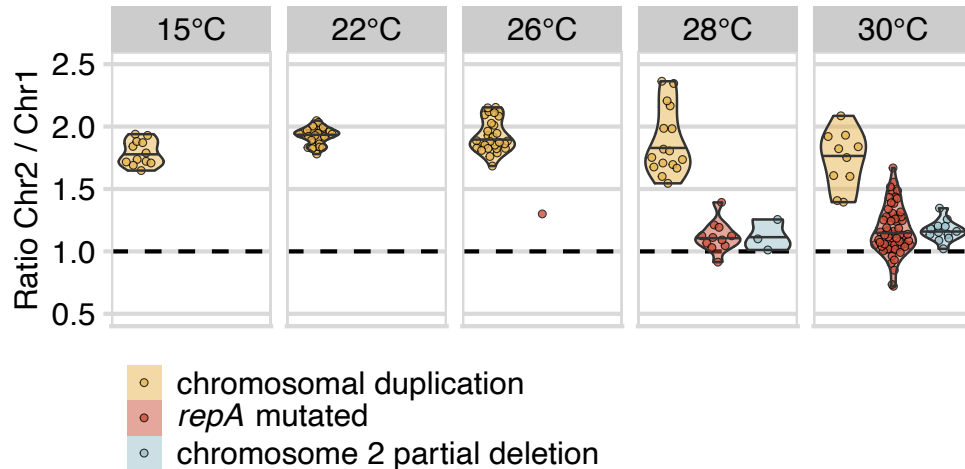 15°C 22°C 26°C 28°C 30°C
Ratio Chr2 / Chr1
2.5
2.0
1.5
1.0
0.5
chromosomal duplication
repA mutated
chromosome 2 partial deletion